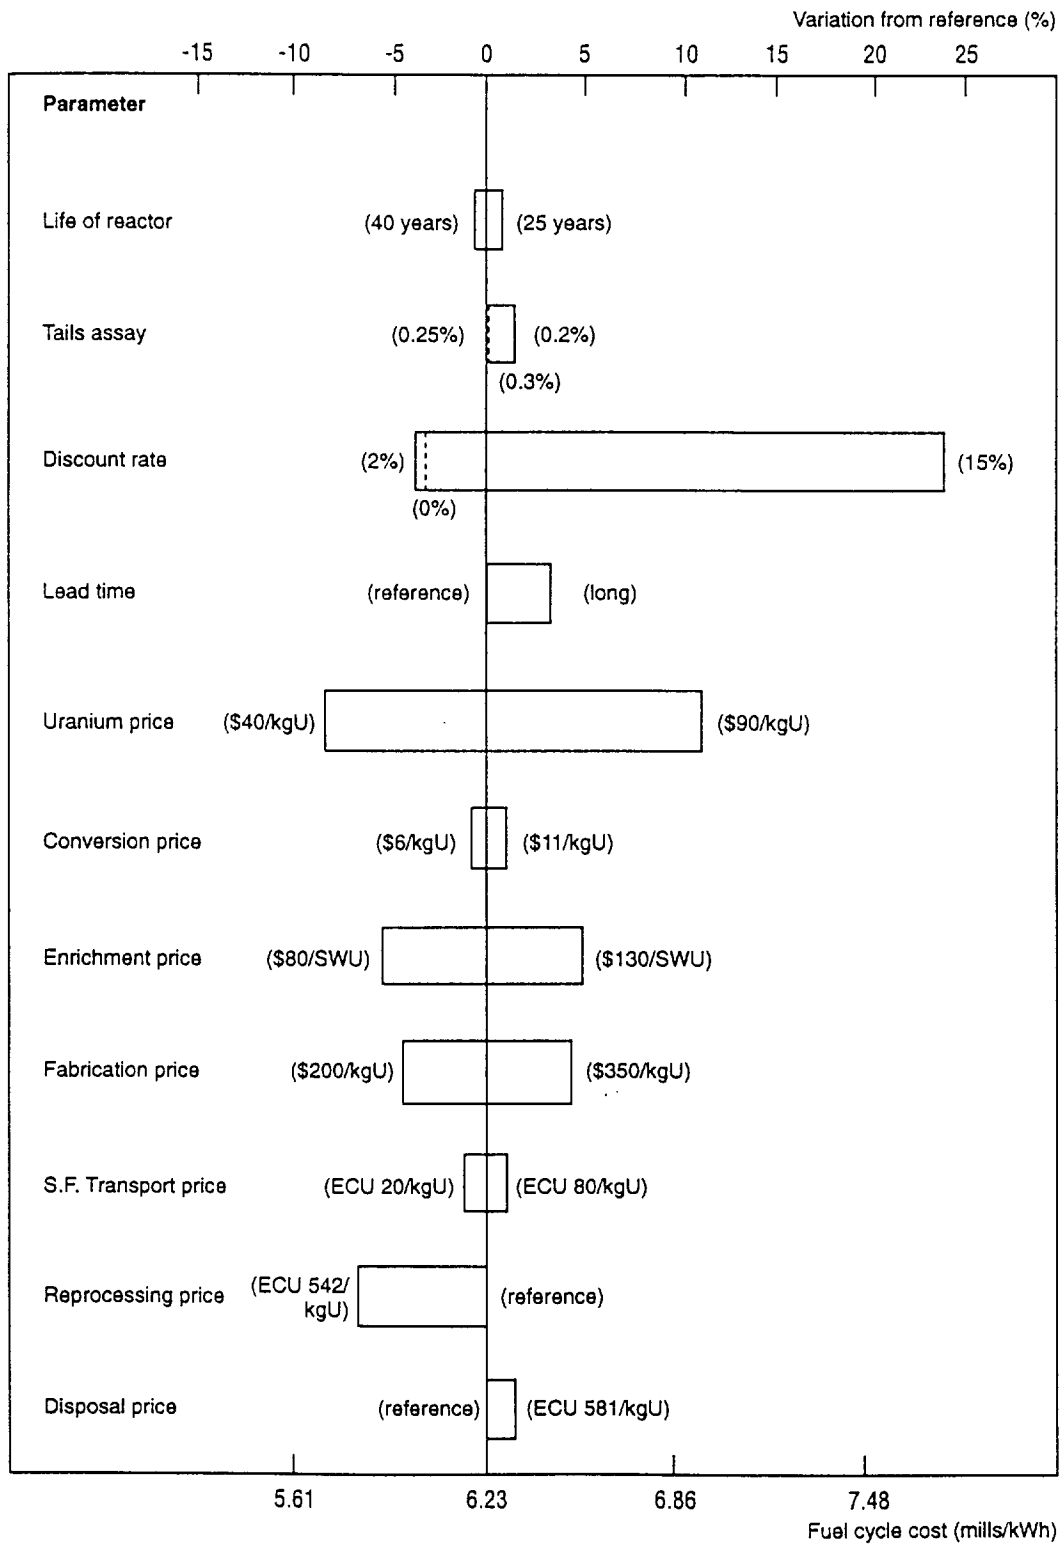 Variation from reference (%)
-15 -10 -5 0 5 10 15 20 25
Parameter
Life of reactor (40 years) (25 years)
Tails assay (0.25%) (0.2%)
(0.3%)
Discount rate (2%) (15%)
(0%)
Lead time (reference) (long)
Uranium price ($40/kgU) ($90/kgU)
Conversion price ($6/kgU) ($11/kgU)
Enrichment price ($80/SWU) ($130/SWU)
Fabrication price ($200/kgU) ($350/kgU)
S.F. Transport price (ECU 20/kgU) (ECU 80/kgU)
Reprocessing price (ECU 542/
kgU) (reference)
Disposal price (reference) (ECU 581/kgU)
5.61 6.23 6.86 7.48
Fuel cycle cost (mills/kWh)